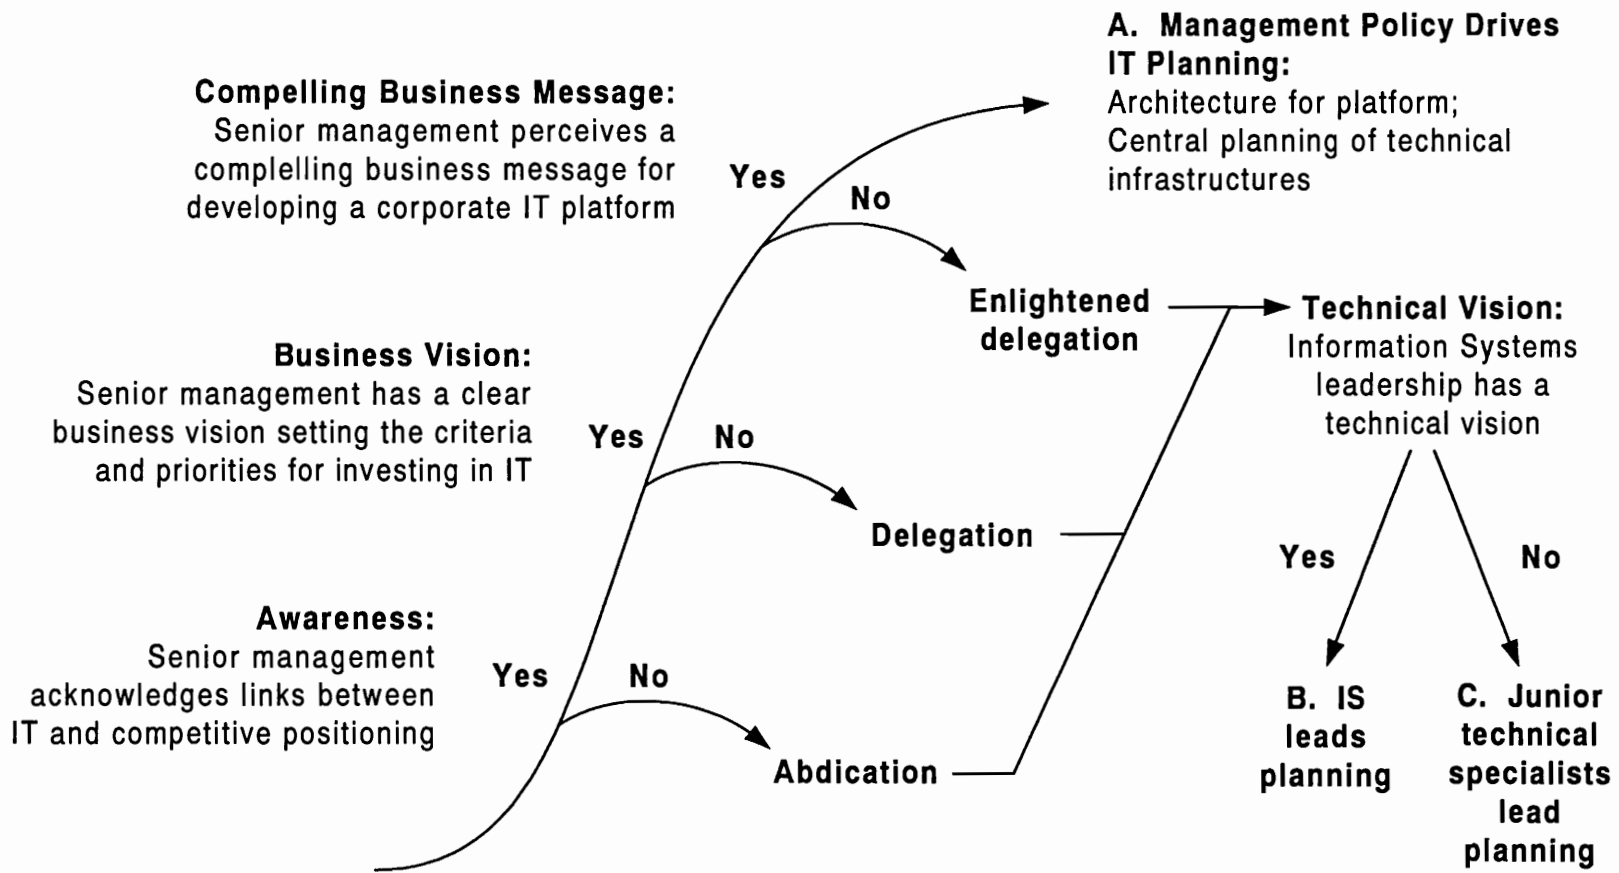 A. Management Policy Drives
IT Planning:
Architecture for platform;
Central planning of technical
infrastructures
Compelling Business Message:
Senior management perceives a
complelling business message for
developing a corporate IT platform
Yes
No
Enlightened
delegation
Technical Vision:
Information Systems
leadership has a
technical vision
Business Vision:
Senior management has a clear
business vision setting the criteria
and priorities for investing in IT
Yes
No
Delegation
Yes
No
Awareness:
Senior management
acknowledges links between
IT and competitive positioning
Yes
No
Abdication
B. IS
leads
planning
C. Junior
technical
specialists
lead
planning